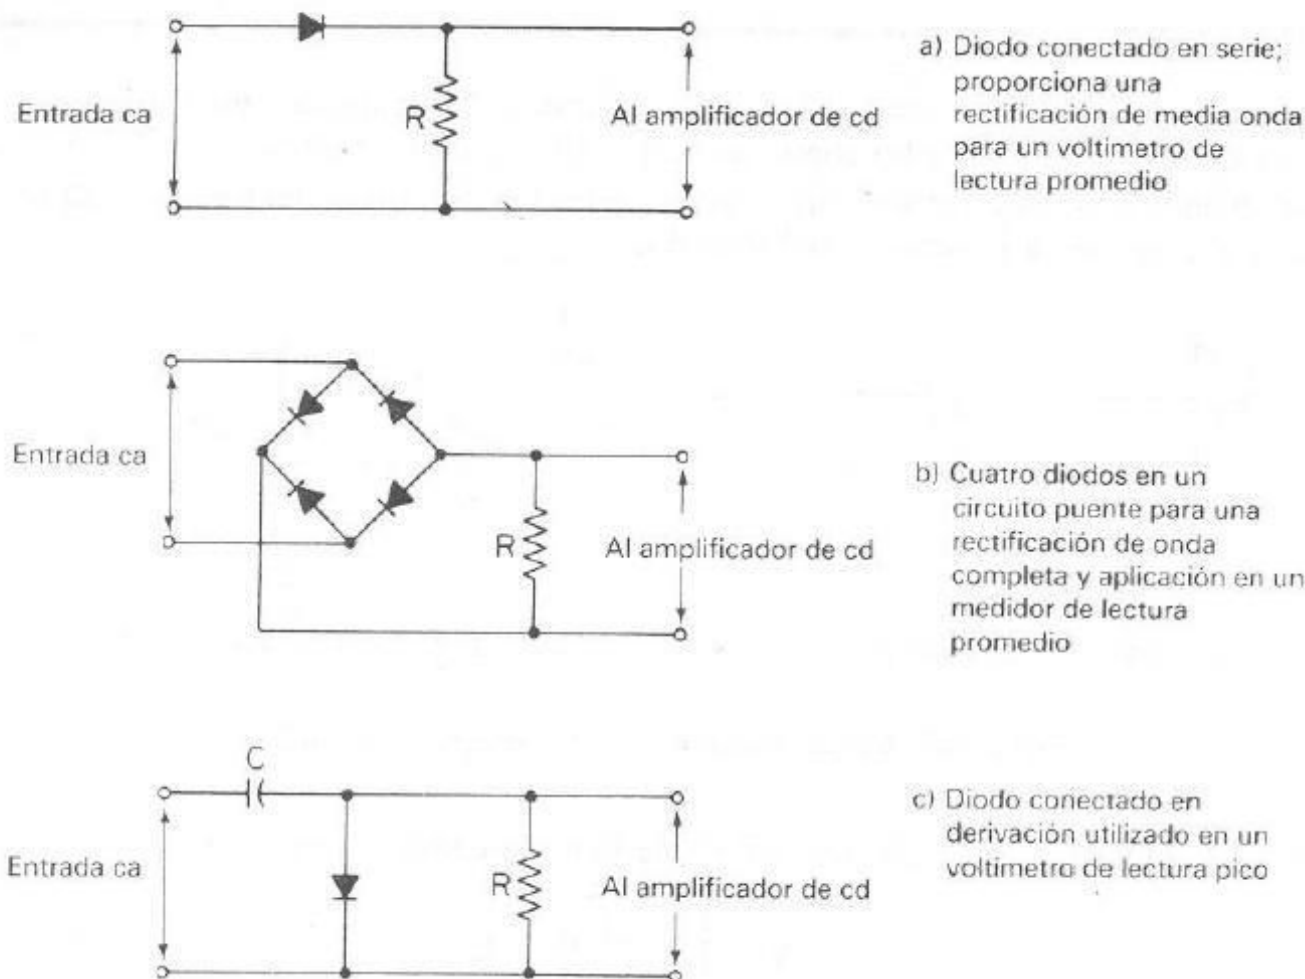 a) Diodo conectado en serie;
proporciona una
rectificación de media onda
para un voltimetro de
lectura promedio
Entrada ca
R
Al amplificador de cd
Entrada ca
R
Al amplificador de cd
b) Cuatro diodos en un
circuito puente para una
rectificación de onda
completa y aplicación en un
medidor de lectura
promedio
C
Entrada ca
R
Al amplificador de cd
c) Diodo conectado en
derivación utilizado en un
voltímetro de lectura pico